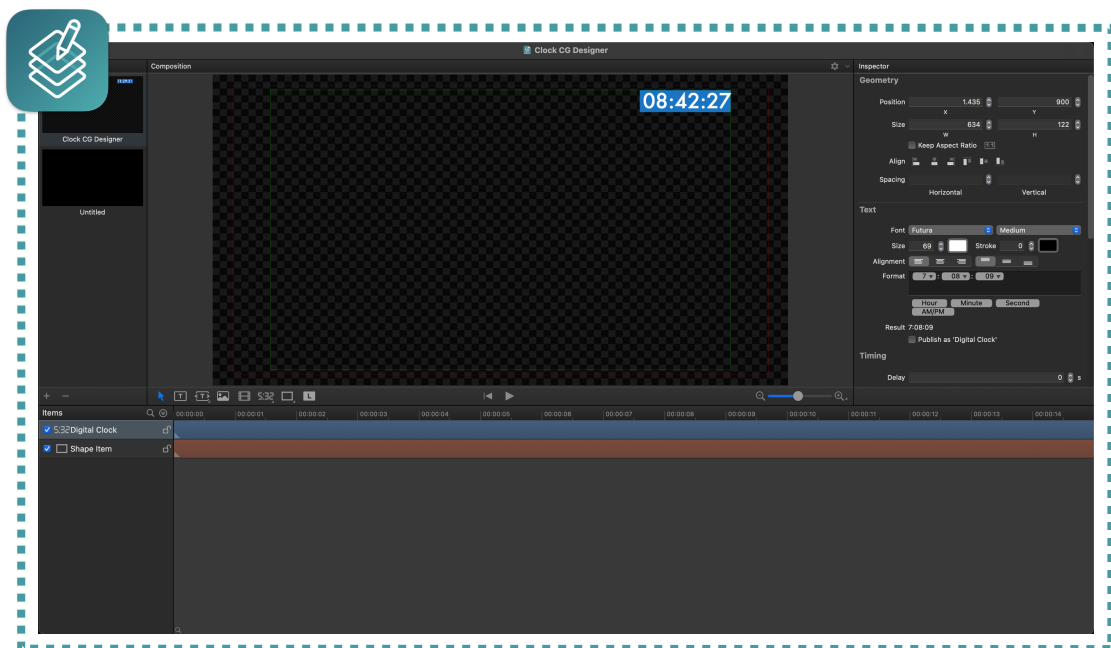 Clock CG Designer
Composition
Inspector
08:42:27
Clock CG Designer
Untitled
08:42:27
Geometry
Position 1.435 900
X Y
Size 634 122
W H
Keep Aspect Ratio
Align
Spacing
Horizontal Vertical
Text
Font Futura Medium
Size 69 Stroke 0
Alignment
Format 7 : 08 : 09
Hour Minute Second
AM/PM
Result 7:08:09
Publish as 'Digital Clock'
Timing
Delay 0 s
+ − T T 5:32 L
Items 00:00:00 00:00:01 00:00:02 00:00:03 00:00:04 00:00:05 00:00:06 00:00:07 00:00:08 00:00:09 00:00:10 00:00:11 00:00:12 00:00:13 00:00:14
5:32 Digital Clock
Shape Item